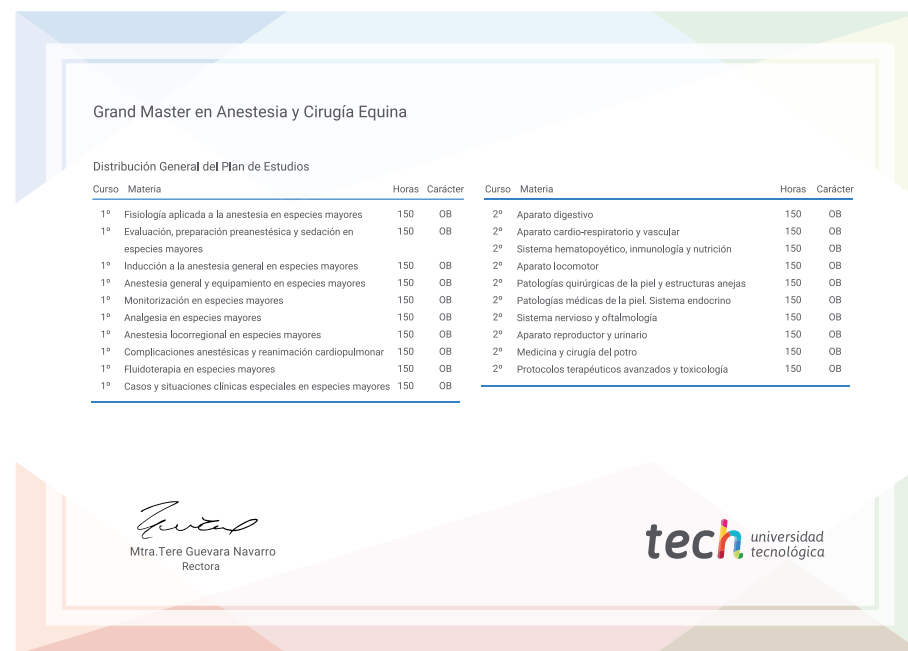 Grand Master en Anestesia y Cirugía Equina
Distribución General del Plan de Estudios
Curso Materia Horas Carácter
1º Fisiología aplicada a la anestesia en especies mayores 150 OB
1º Evaluación, preparación preanestésica y sedación en 150 OB
especies mayores
1º Inducción a la anestesia general en especies mayores 150 OB
1º Anestesia general y equipamiento en especies mayores 150 OB
1º Monitorización en especies mayores 150 OB
1º Analgesia en especies mayores 150 OB
1º Anestesia locorregional en especies mayores 150 OB
1º Complicaciones anestésicas y reanimación cardiopulmonar 150 OB
1º Fluidoterapia en especies mayores 150 OB
1º Casos y situaciones clínicas especiales en especies mayores 150 OB
Curso Materia Horas Carácter
2º Aparato digestivo 150 OB
2º Aparato cardio-respiratorio y vascular 150 OB
2º Sistema hematopoyético, inmunología y nutrición 150 OB
2º Aparato locomotor 150 OB
2º Patologías quirúrgicas de la piel y estructuras anejas 150 OB
2º Patologías médicas de la piel. Sistema endocrino 150 OB
2º Sistema nervioso y oftalmología 150 OB
2º Aparato reproductor y urinario 150 OB
2º Medicina y cirugía del potro 150 OB
2º Protocolos terapéuticos avanzados y toxicología 150 OB
Mtra.Tere Guevara Navarro
Rectora
tech universidad
tecnológica